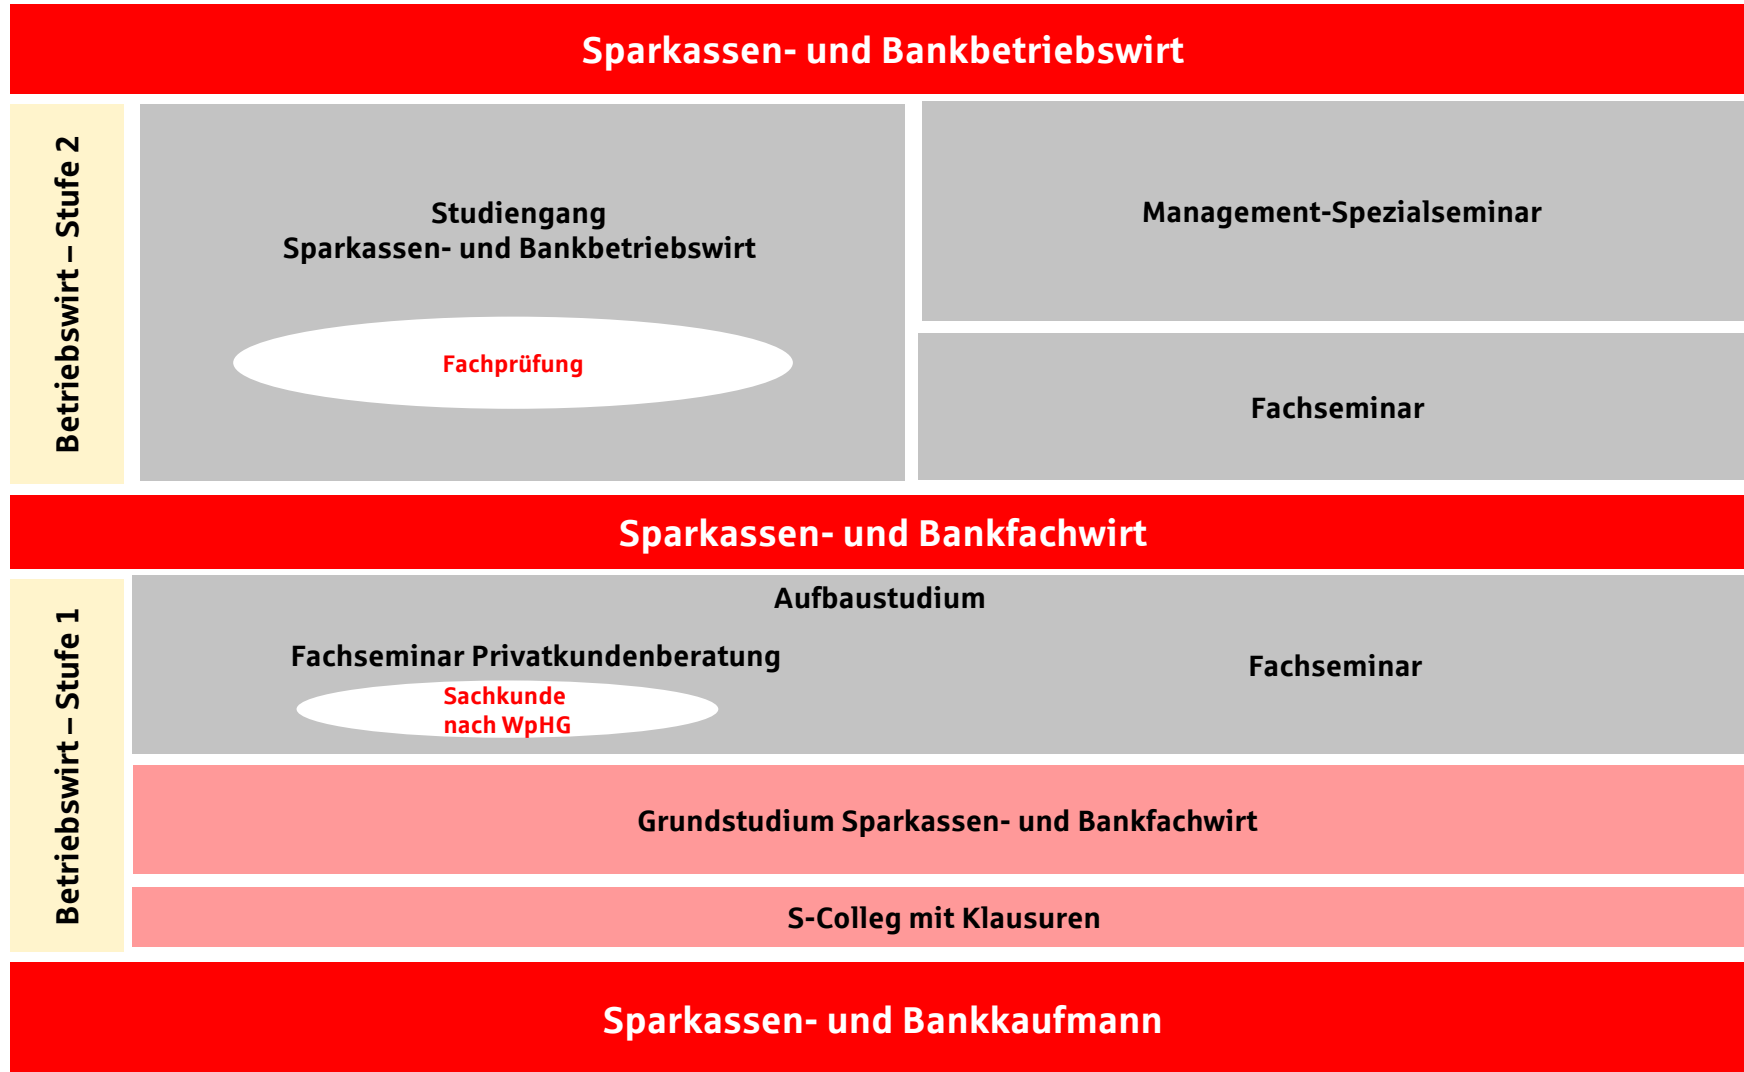 Sparkassen- und Bankbetriebswirt
Betriebswirt – Stufe 2
Studiengang
Sparkassen- und Bankbetriebswirt
Fachprüfung
Management-Spezialseminar
Fachseminar
Sparkassen- und Bankfachwirt
Betriebswirt – Stufe 1
Aufbaustudium
Fachseminar Privatkundenberatung
Sachkunde
nach WpHG
Fachseminar
Grundstudium Sparkassen- und Bankfachwirt
S-Colleg mit Klausuren
Sparkassen- und Bankkaufmann